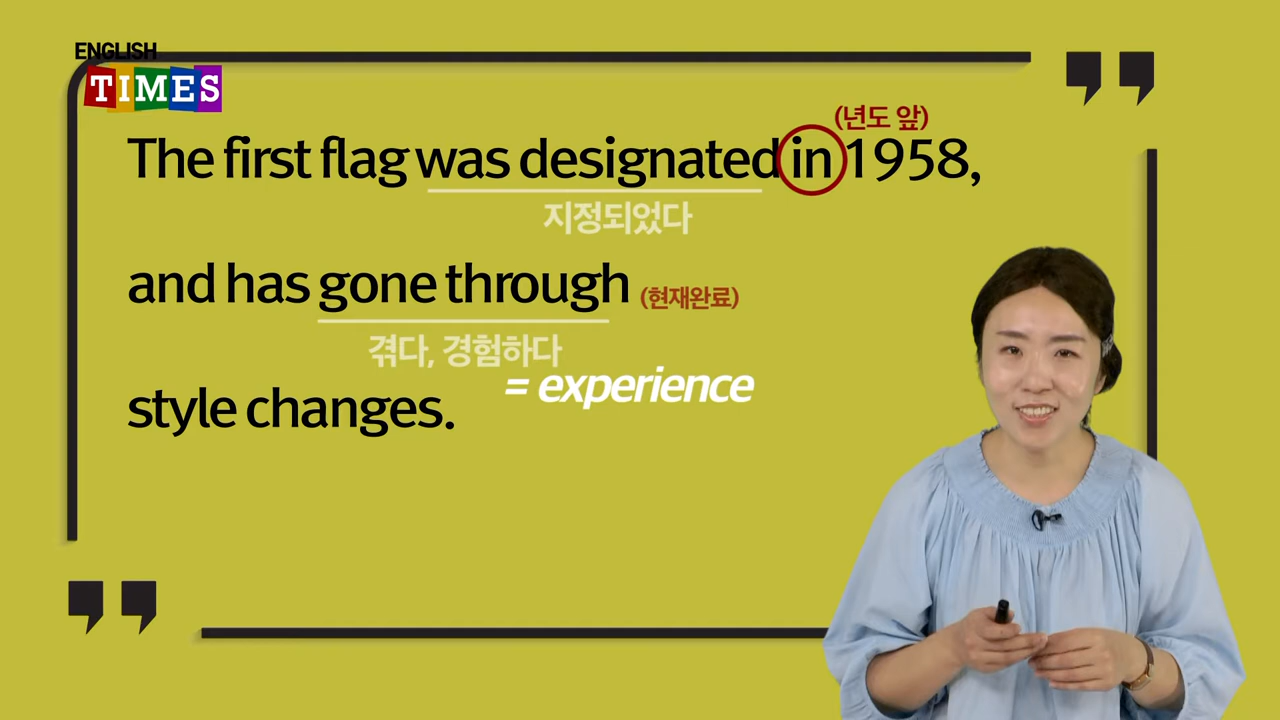 ENGLISH
TIMES
(년도 앞)
The first flag was designated in 1958,
지정되었다
and has gone through (현재완료)
겪다, 경험하다
= experience
style changes.